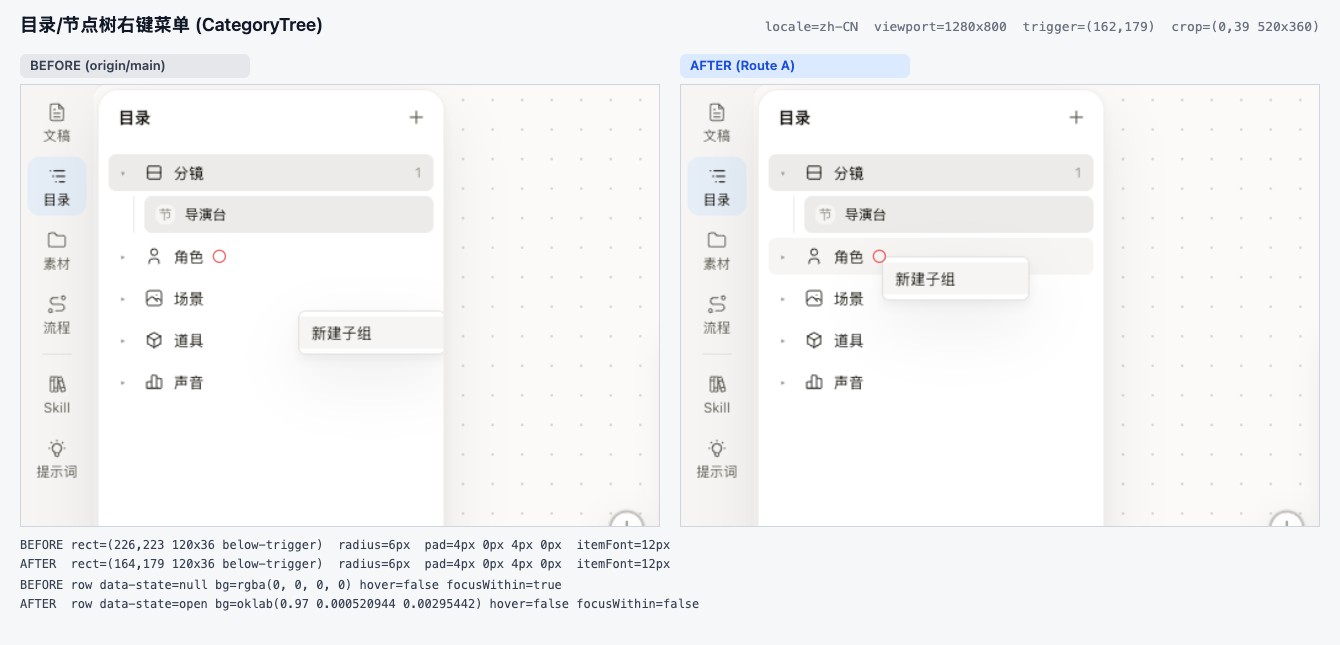 目录/节点树右键菜单 (CategoryTree)
locale=zh-CN viewport=1280x800 trigger=(162,179) crop=(0,39 520x360)
BEFORE (origin/main)
AFTER (Route A)
文稿
目录
素材
流程
Skill
提示词
目录
分镜 1
节 导演台
角色
场景
新建子组
道具
声音
文稿
目录
素材
流程
Skill
提示词
目录
分镜 1
节 导演台
角色
新建子组
场景
道具
声音
BEFORE rect=(226,223 120x36 below-trigger) radius=6px pad=4px 0px 4px 0px itemFont=12px
AFTER rect=(164,179 120x36 below-trigger) radius=6px pad=4px 0px 4px 0px itemFont=12px
BEFORE row data-state=null bg=rgba(0, 0, 0, 0) hover=false focusWithin=true
AFTER row data-state=open bg=oklab(0.97 0.000520944 0.00295442) hover=false focusWithin=false